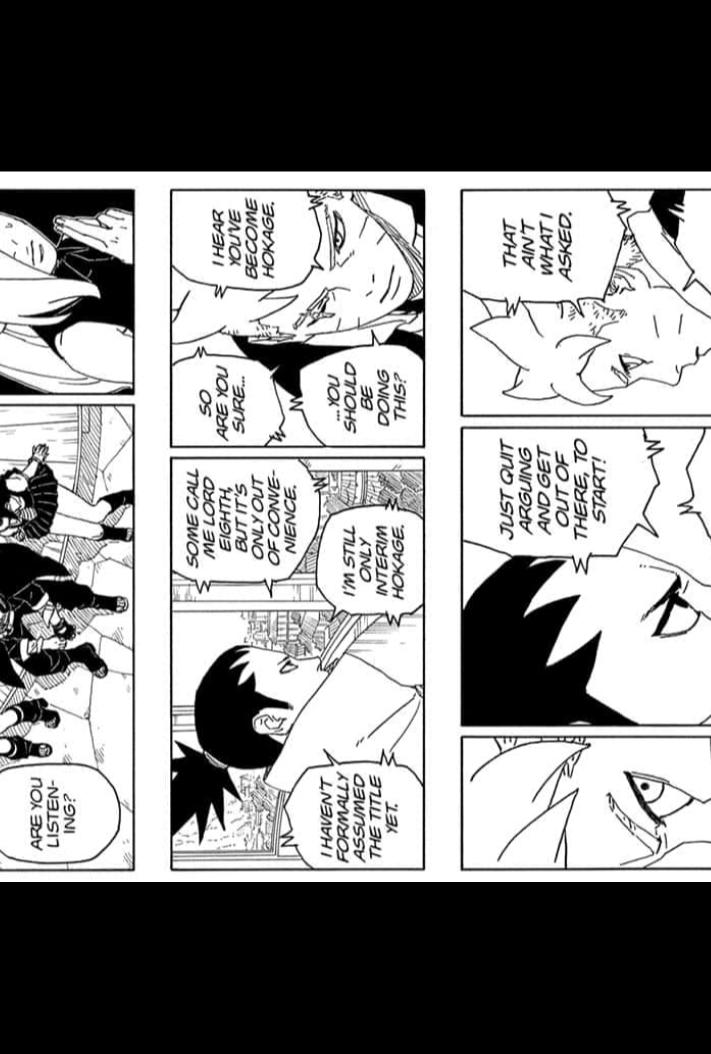 ARE YOU
LISTEN-
ING?
I HEAR
YOU'VE
BECOME
HOKAGE.
SO
ARE YOU
SURE...
...YOU
SHOULD
BE
DOING
THIS?
SOME CALL
ME LORD
EIGHTH,
BUT IT'S
ONLY OUT
OF CONVE-
NIENCE.
I'M STILL
ONLY
INTERIM
HOKAGE.
I HAVEN'T
FORMALLY
ASSUMED
THE TITLE
YET.
THAT
AIN'T
WHAT I
ASKED.
JUST QUIT
ARGUING
AND GET
OUT OF
THERE, TO
START!